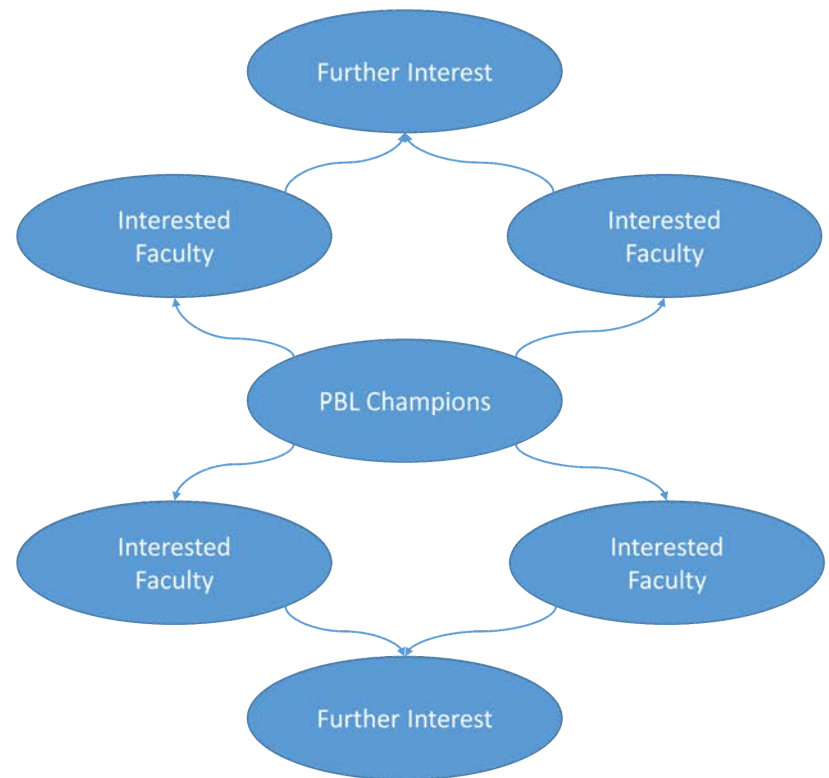 Further Interest
Interested
Faculty
Interested
Faculty
PBL Champions
Interested
Faculty
Interested
Faculty
Further Interest